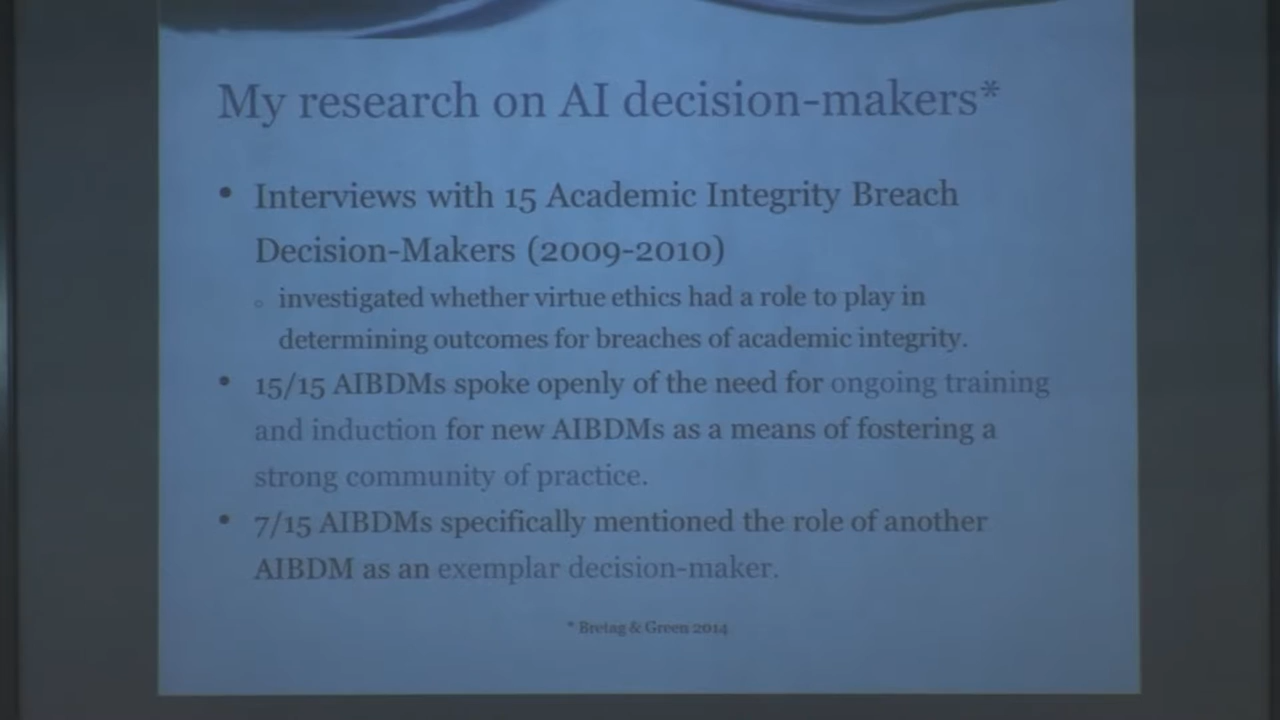 My research on AI decision-makers*
• Interviews with 15 Academic Integrity Breach
Decision-Makers (2009-2010)
○ investigated whether virtue ethics had a role to play in
determining outcomes for breaches of academic integrity.
• 15/15 AIBDMs spoke openly of the need for ongoing training
and induction for new AIBDMs as a means of fostering a
strong community of practice.
• 7/15 AIBDMs specifically mentioned the role of another
AIBDM as an exemplar decision-maker.
* Bretag & Green 2014